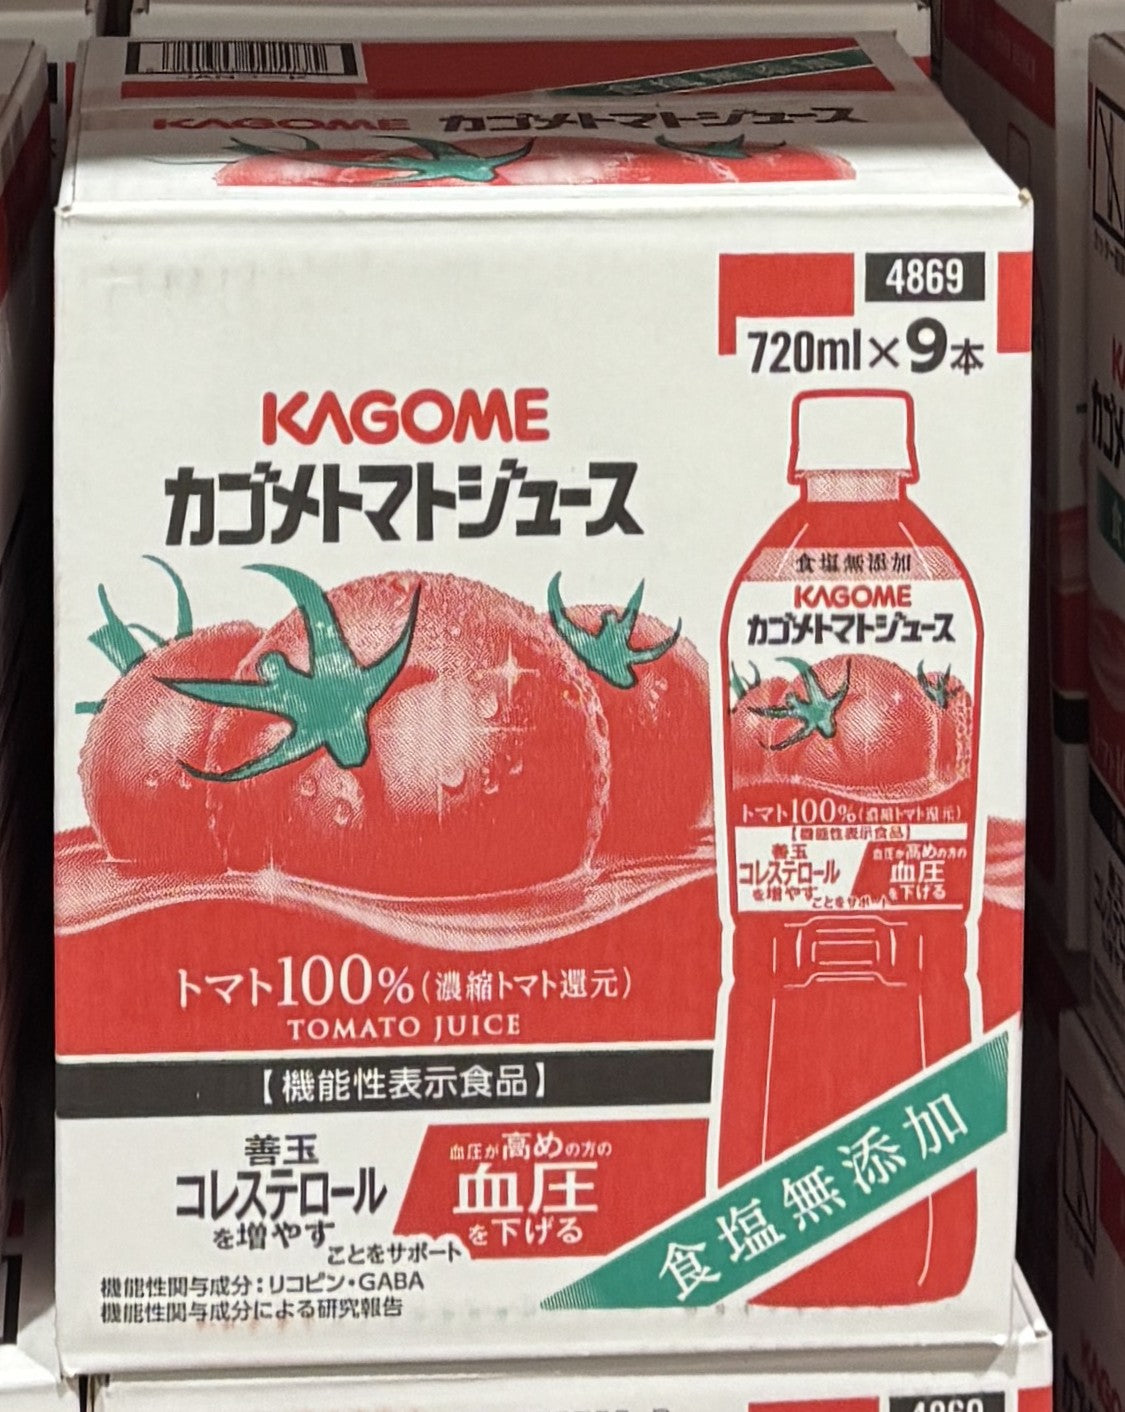 KAGOME カゴメトマトジュース
4869
720ml×9本
KAGOME
カゴメトマトジュース
食塩無添加
KAGOME
カゴメトマトジュース
トマト100%(濃縮トマト還元)
【機能性表示食品】
善玉
コレステロール
を増やす
血圧が高めの方の
血圧
を下げる
ことをサポート
トマト100%(濃縮トマト還元)
TOMATO JUICE
【機能性表示食品】
善玉
コレステロール
を増やす
血圧が高めの方の
血圧
を下げる
ことをサポート
機能性関与成分:リコピン・GABA
機能性関与成分による研究報告
食塩無添加
4869